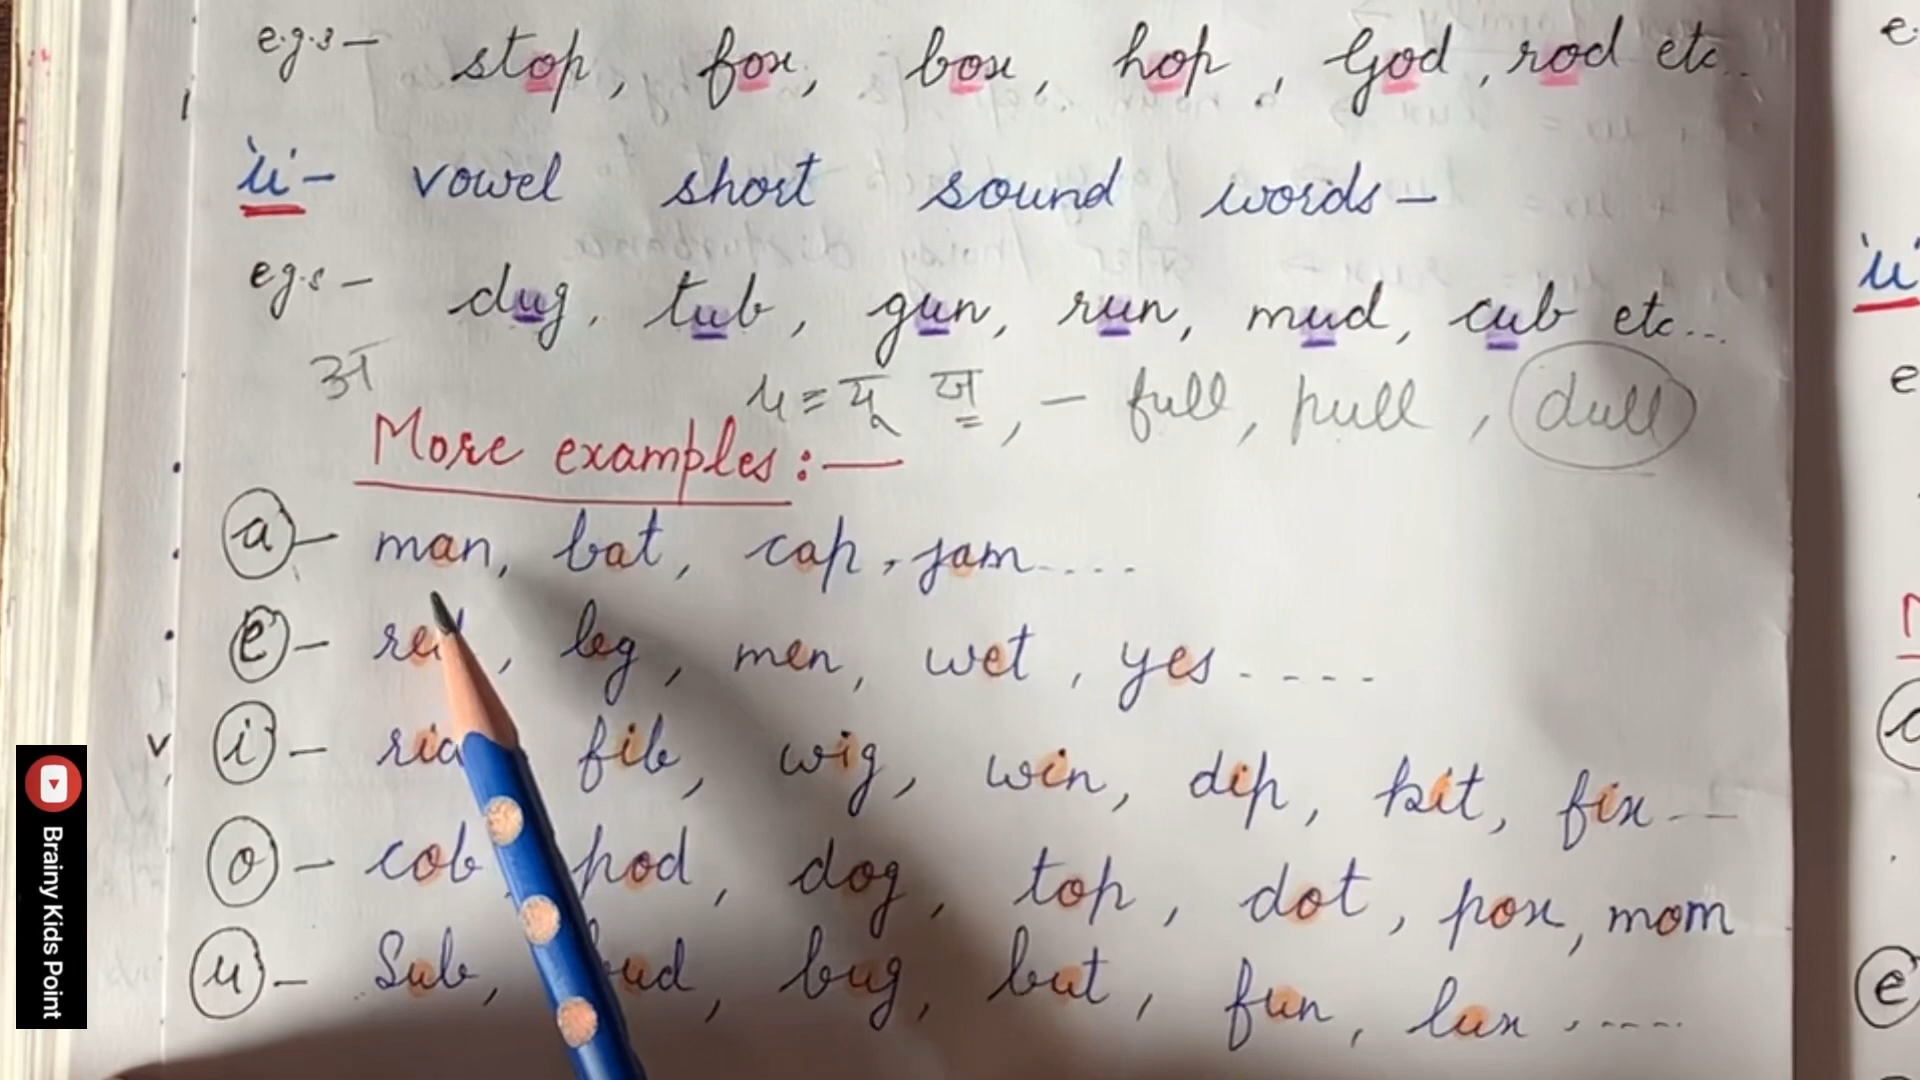 e.g.s- stop, fox, box, hop, God, rod etc..
'u'- vowel short sound words-
e.g.s- dug, tub, gun, run, mud, cub etc...
अ
u = यू, - full, pull, dull
More examples:-
a- man, bat, cap, jam....
e- red, leg, men, wet, yes----
i- fib, wig, win, dip, kit, fix--
o- cob, pod, dog, top, dot, pox, mom
u- Sub, bud, bug, but, fun, lux.----
Brainy Kids Point